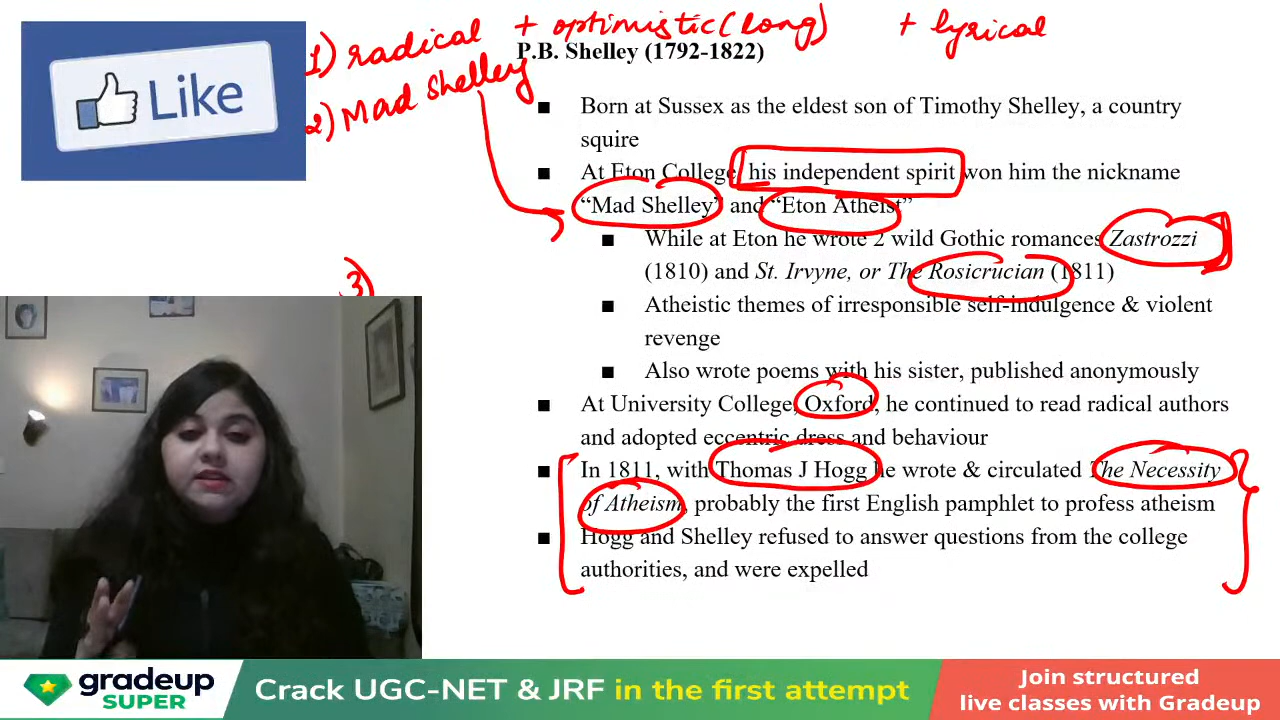 Like
1) radical + optimistic (long) + lyrical
2) Mad Shelley
3)
P.B. Shelley (1792-1822)
■ Born at Sussex as the eldest son of Timothy Shelley, a country
squire
■ At Eton College, his independent spirit won him the nickname
“Mad Shelley” and “Eton Atheist”
■ While at Eton he wrote 2 wild Gothic romances Zastrozzi
(1810) and St. Irvyne, or The Rosicrucian (1811)
■ Atheistic themes of irresponsible self-indulgence & violent
revenge
■ Also wrote poems with his sister, published anonymously
■ At University College, Oxford, he continued to read radical authors
and adopted eccentric dress and behaviour
■ In 1811, with Thomas J Hogg he wrote & circulated The Necessity
of Atheism, probably the first English pamphlet to profess atheism
■ Hogg and Shelley refused to answer questions from the college
authorities, and were expelled
gradeup
SUPER
Crack UGC-NET & JRF in the first attempt
Join structured
live classes with Gradeup